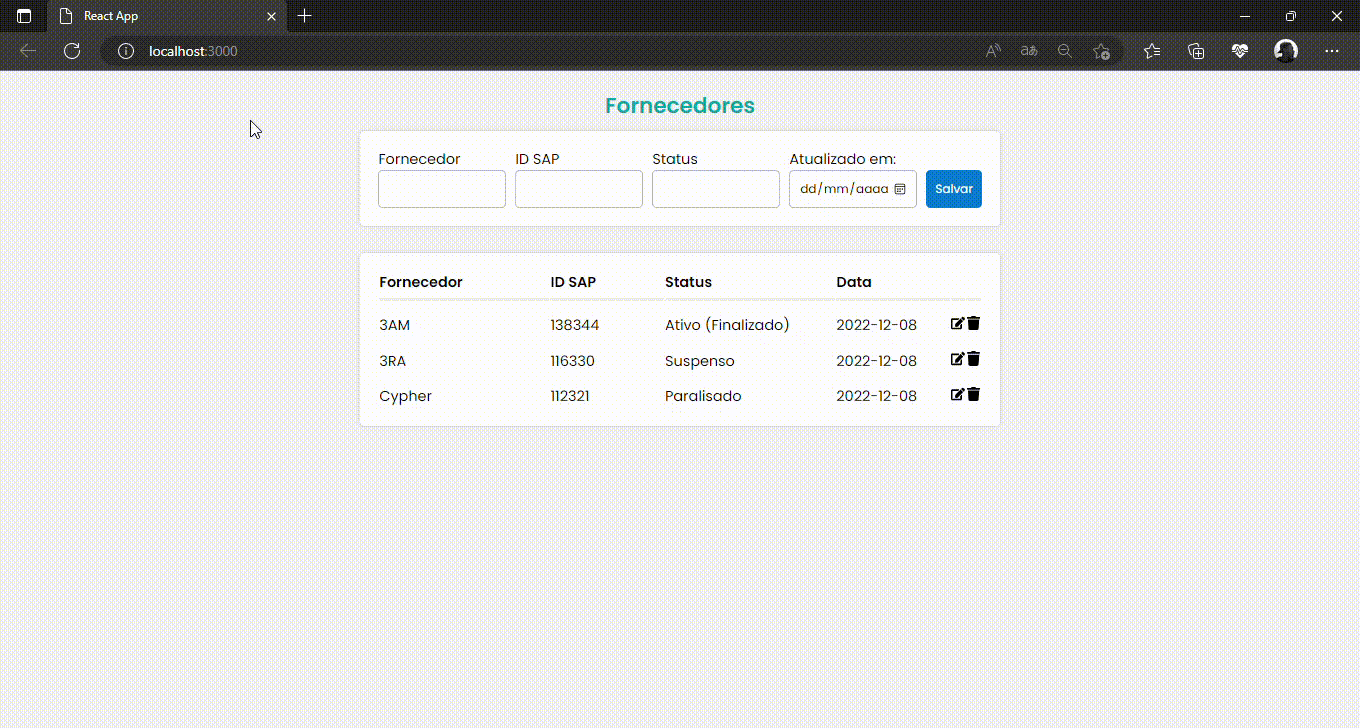 React App
localhost:3000
Fornecedores
Fornecedor ID SAP Status Atualizado em:
dd/mm/aaaa Salvar
Fornecedor ID SAP Status Data
3AM 138344 Ativo (Finalizado) 2022-12-08
3RA 116330 Suspenso 2022-12-08
Cypher 112321 Paralisado 2022-12-08